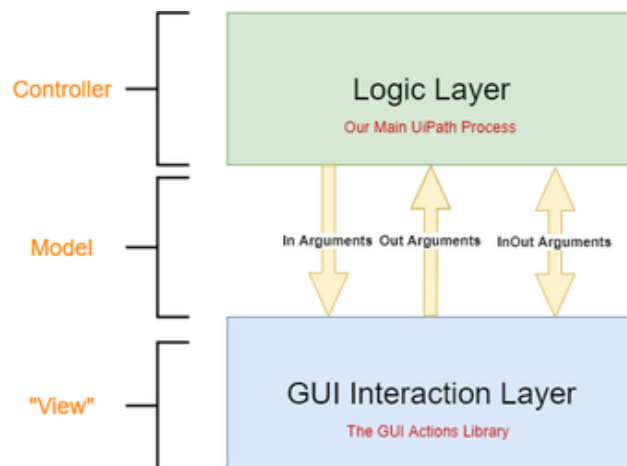 Controller
Logic Layer
Our Main UiPath Process
Model
In Arguments
Out Arguments
InOut Arguments
"View"
GUI Interaction Layer
The GUI Actions Library